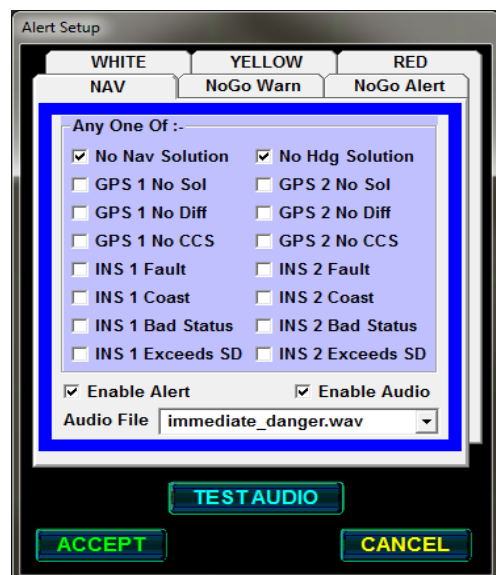 Alert Setup
WHITE YELLOW RED
NAV NoGo Warn NoGo Alert
Any One Of :-
No Nav Solution No Hdg Solution
GPS 1 No Sol GPS 2 No Sol
GPS 1 No Diff GPS 2 No Diff
GPS 1 No CCS GPS 2 No CCS
INS 1 Fault INS 2 Fault
INS 1 Coast INS 2 Coast
INS 1 Bad Status INS 2 Bad Status
INS 1 Exceeds SD INS 2 Exceeds SD
Enable Alert Enable Audio
Audio File immediate_danger.wav
TEST AUDIO
ACCEPT CANCEL